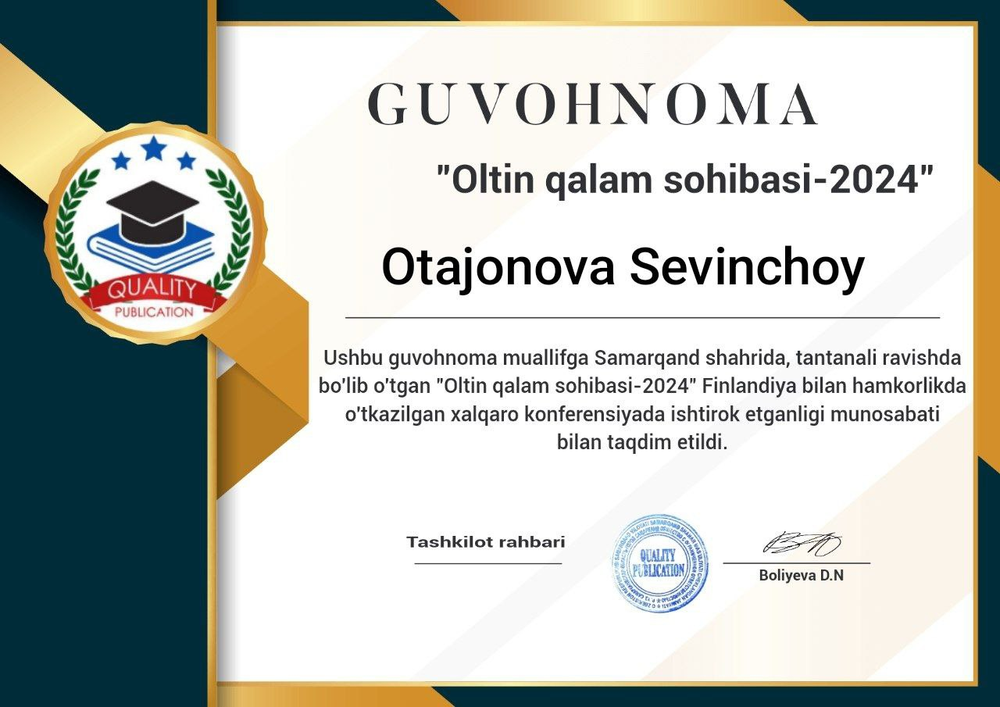 GUVOHNOMA
"Oltin qalam sohibasi-2024"
Otajonova Sevinchoy
QUALITY
PUBLICATION
Ushbu guvohnoma muallifga Samarqand shahrida, tantanali ravishda
bo'lib o'tgan "Oltin qalam sohibasi-2024" Finlandiya bilan hamkorlikda
o'tkazilgan xalqaro konferensiyada ishtirok etganligi munosabati
bilan taqdim etildi.
Tashkilot rahbari
QUALITY
PUBLICATION
Boliyeva D.N